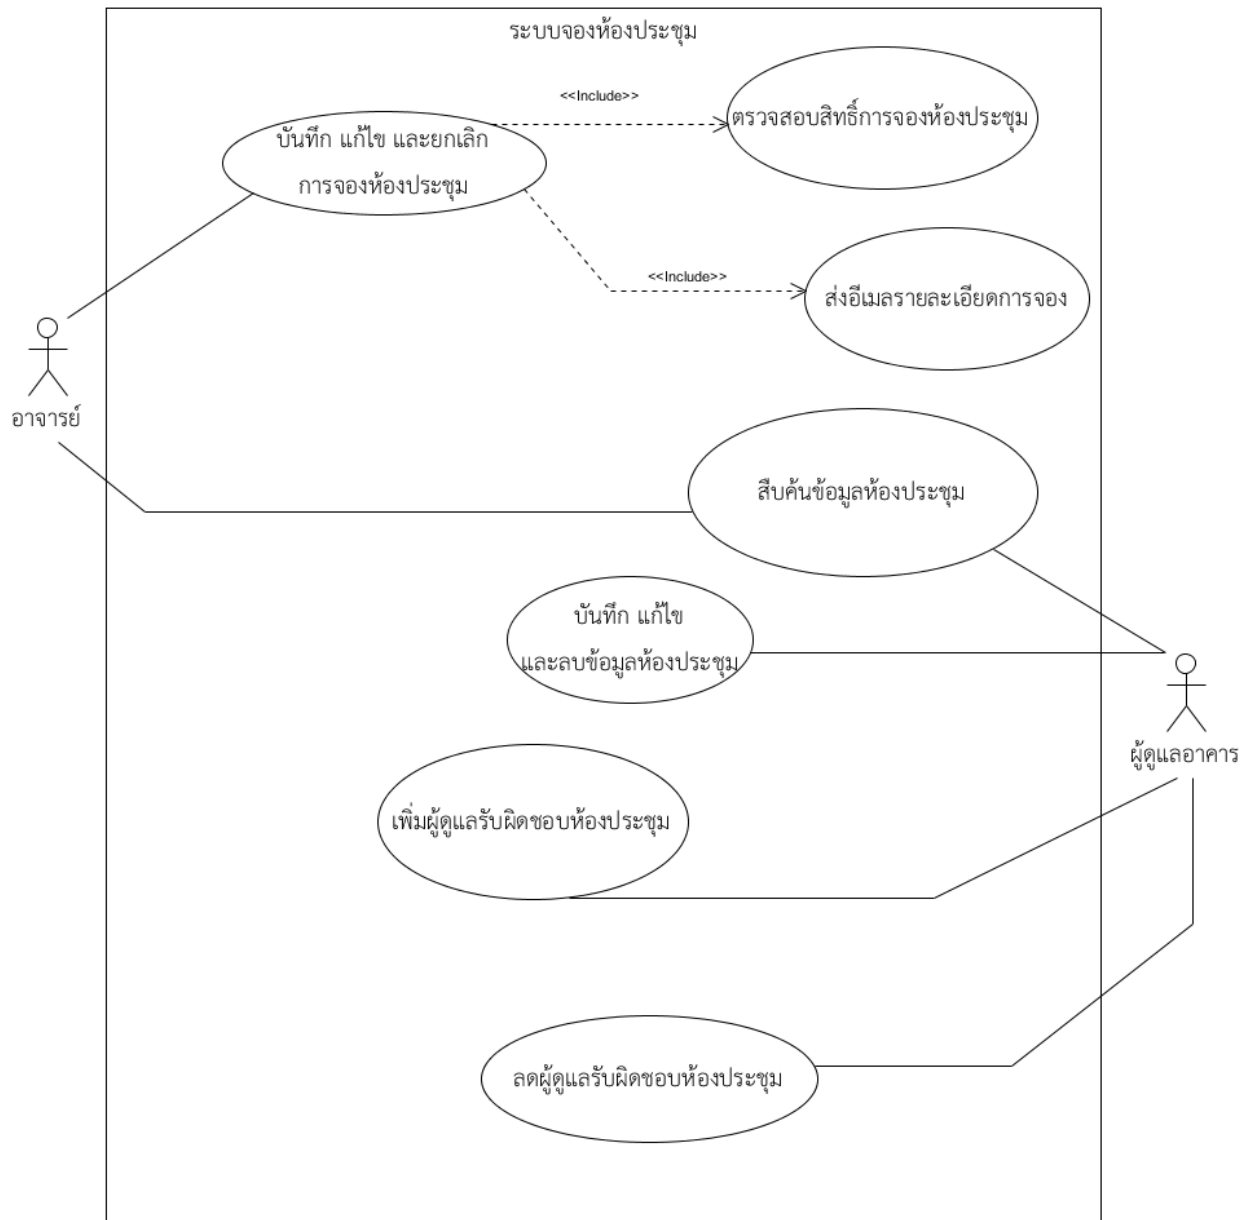 ระบบจองห้องประชุม
<<Include>>
ตรวจสอบสิทธิ์การจองห้องประชุม
บันทึก แก้ไข และยกเลิก
การจองห้องประชุม
<<Include>>
ส่งอีเมลรายละเอียดการจอง
อาจารย์
สืบค้นข้อมูลห้องประชุม
บันทึก แก้ไข
และลบข้อมูลห้องประชุม
ผู้ดูแลอาคาร
เพิ่มผู้ดูแลรับผิดชอบห้องประชุม
ลดผู้ดูแลรับผิดชอบห้องประชุม